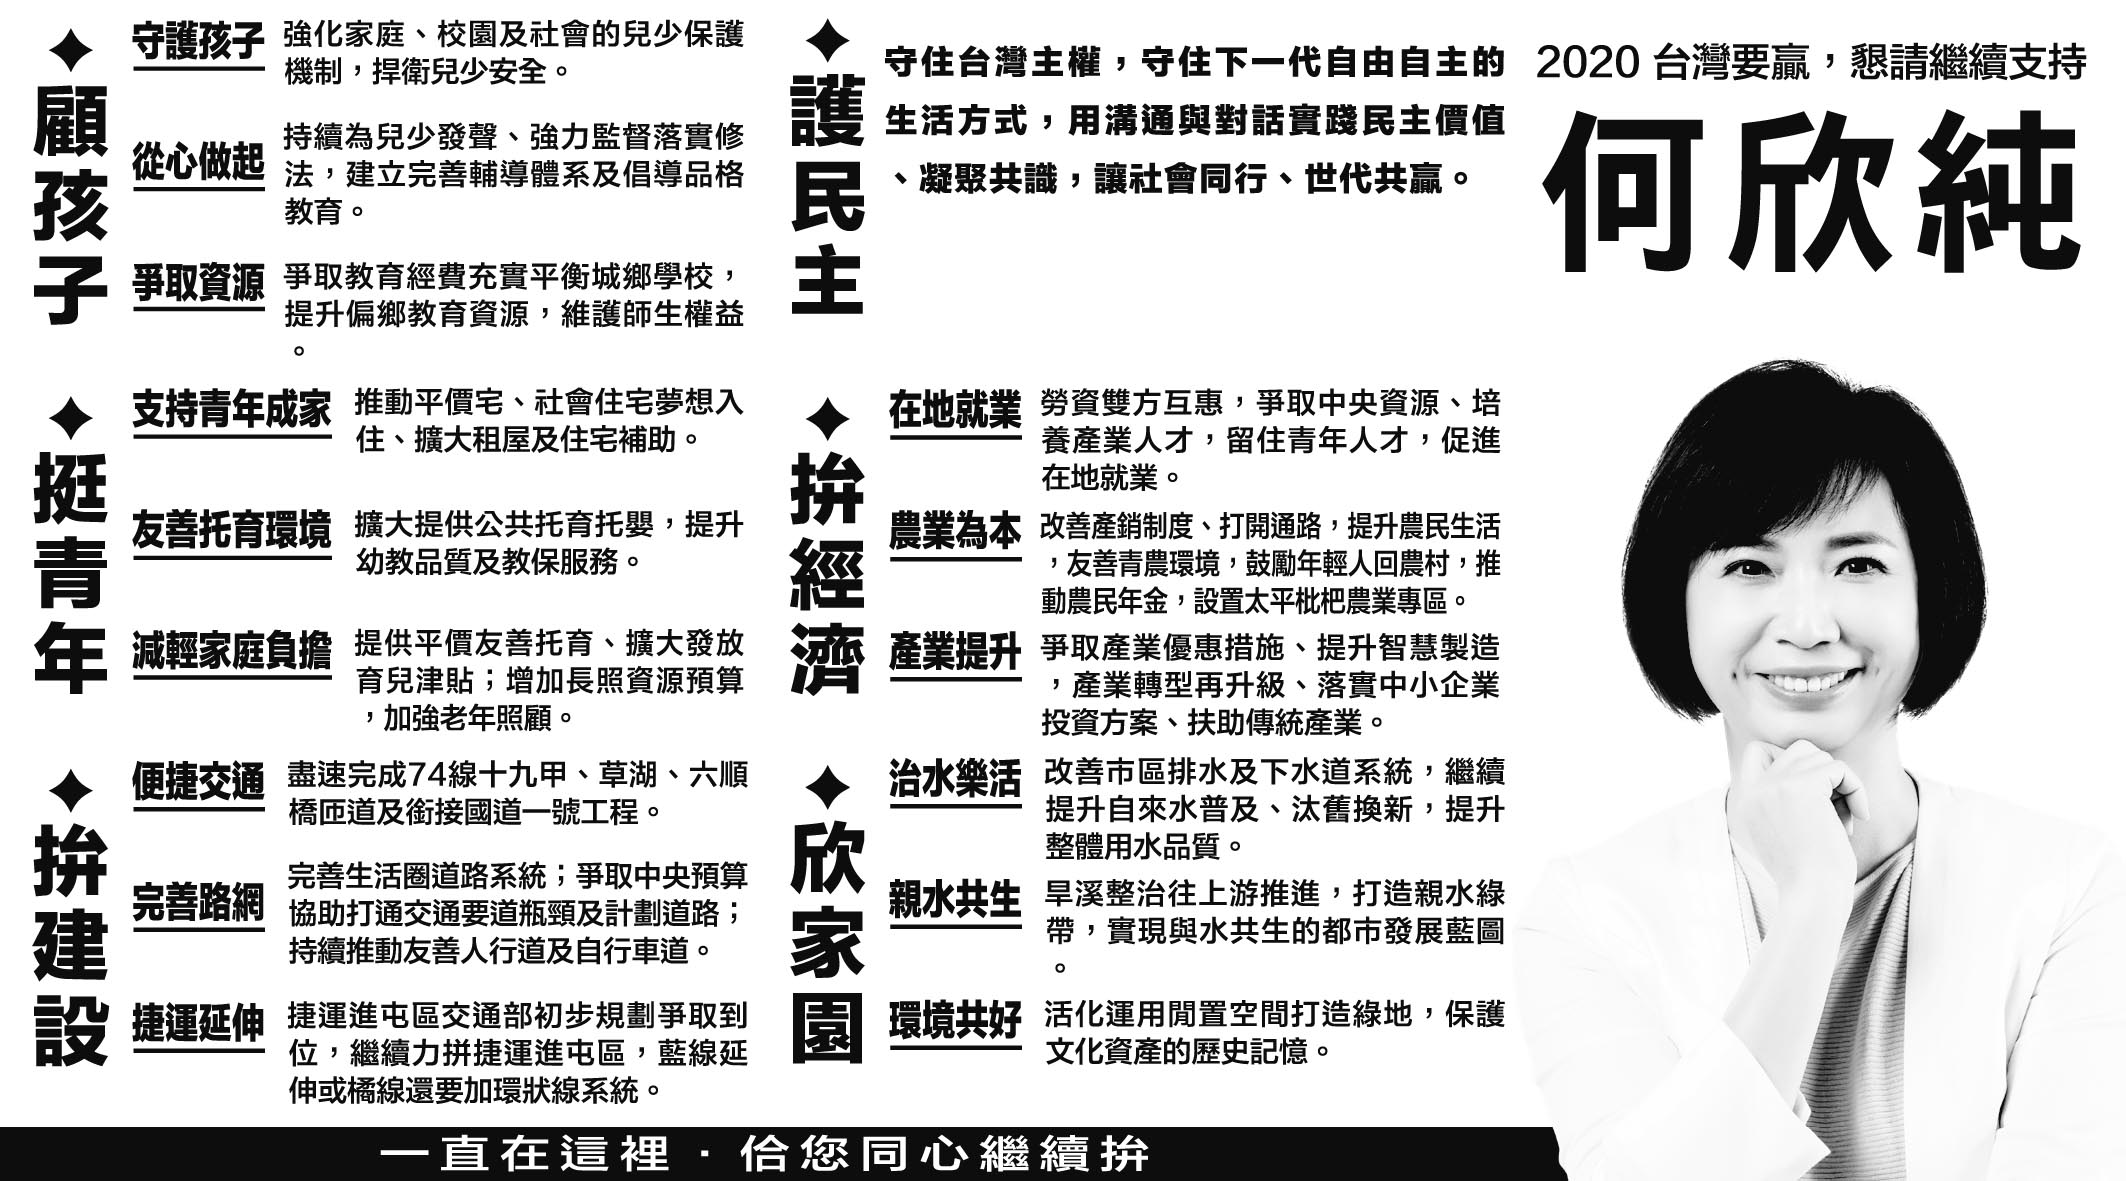 2020 台灣要贏，懇請繼續支持
何欣純
護民主
守住台灣主權，守住下一代自由自主的
生活方式，用溝通與對話實踐民主價值
、凝聚共識，讓社會同行、世代共贏。
顧孩子
守護孩子
強化家庭、校園及社會的兒少保護
機制，捍衛兒少安全。
從心做起
持續為兒少發聲、強力監督落實修
法，建立完善輔導體系及倡導品格
教育。
爭取資源
爭取教育經費充實平衡城鄉學校，
提升偏鄉教育資源，維護師生權益
。
挺青年
支持青年成家
推動平價宅、社會住宅夢想入
住、擴大租屋及住宅補助。
友善托育環境
擴大提供公共托育托嬰，提升
幼教品質及教保服務。
減輕家庭負擔
提供平價友善托育、擴大發放
育兒津貼；增加長照資源預算
，加強老年照顧。
拚經濟
在地就業
勞資雙方互惠，爭取中央資源、培
養產業人才，留住青年人才，促進
在地就業。
農業為本
改善產銷制度、打開通路，提升農民生活
，友善青農環境，鼓勵年輕人回農村，推
動農民年金，設置太平枇杷農業專區。
產業提升
爭取產業優惠措施、提升智慧製造
，產業轉型再升級、落實中小企業
投資方案、扶助傳統產業。
拚建設
便捷交通
盡速完成74線十九甲、草湖、六順
橋匝道及銜接國道一號工程。
完善路網
完善生活圈道路系統；爭取中央預算
協助打通交通要道瓶頸及計劃道路；
持續推動友善人行道及自行車道。
捷運延伸
捷運進屯區交通部初步規劃爭取到
位，繼續力拼捷運進屯區，藍線延
伸或橘線還要加環狀線系統。
欣家園
治水樂活
改善市區排水及下水道系統，繼續
提升自來水普及、汰舊換新，提升
整體用水品質。
親水共生
旱溪整治往上游推進，打造親水綠
帶，實現與水共生的都市發展藍圖
。
環境共好
活化運用閒置空間打造綠地，保護
文化資產的歷史記憶。
一直在這裡．佮您同心繼續拚